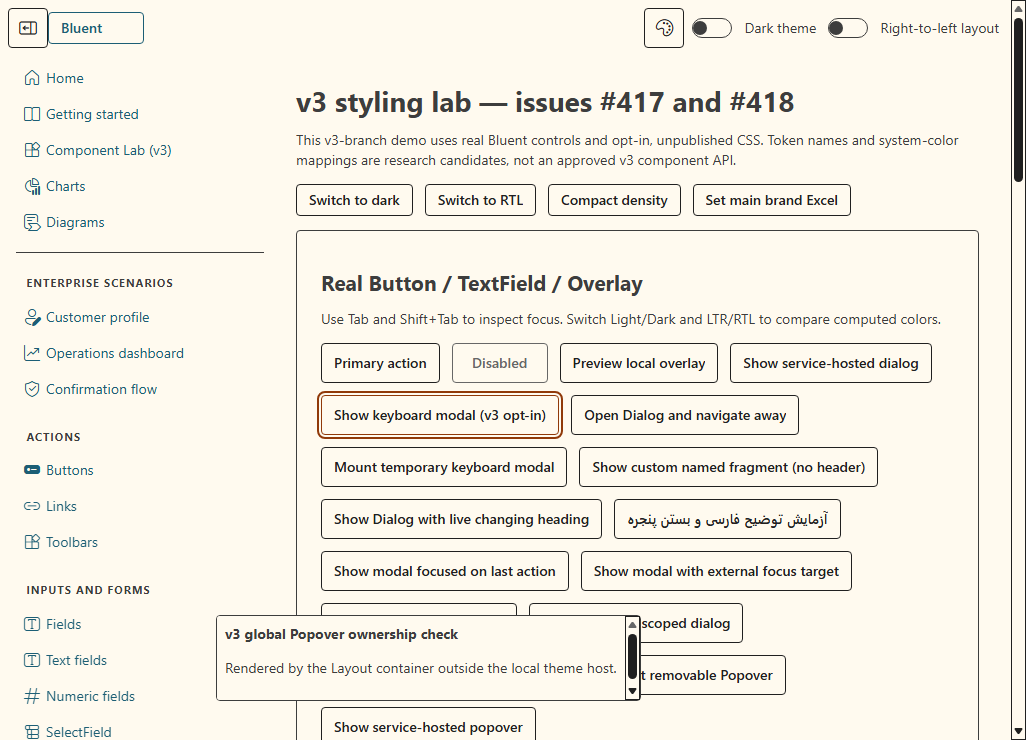 Bluent
Dark theme
Right-to-left layout
Home
Getting started
Component Lab (v3)
Charts
Diagrams
ENTERPRISE SCENARIOS
Customer profile
Operations dashboard
Confirmation flow
ACTIONS
Buttons
Links
Toolbars
INPUTS AND FORMS
Fields
Text fields
Numeric fields
SelectField
v3 styling lab — issues #417 and #418
This v3-branch demo uses real Bluent controls and opt-in, unpublished CSS. Token names and system-color
mappings are research candidates, not an approved v3 component API.
Switch to dark
Switch to RTL
Compact density
Set main brand Excel
Real Button / TextField / Overlay
Use Tab and Shift+Tab to inspect focus. Switch Light/Dark and LTR/RTL to compare computed colors.
Primary action
Disabled
Preview local overlay
Show service-hosted dialog
Show keyboard modal (v3 opt-in)
Open Dialog and navigate away
Mount temporary keyboard modal
Show custom named fragment (no header)
Show Dialog with live changing heading
آزمایش توضیح فارسی و بستن پنجره
Show modal focused on last action
Show modal with external focus target
scoped dialog
removable Popover
v3 global Popover ownership check
Rendered by the Layout container outside the local theme host.
Show service-hosted popover